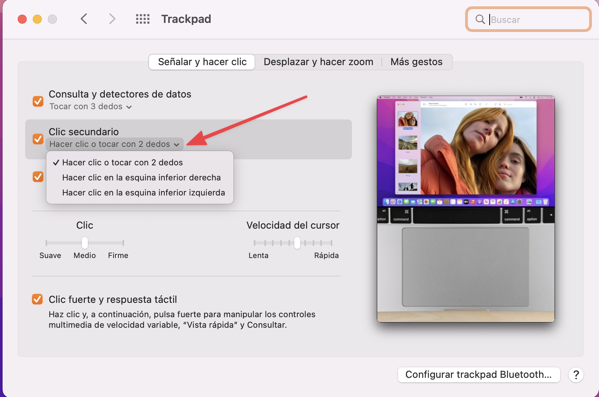 Trackpad
Buscar
Señalar y hacer clic
Desplazar y hacer zoom
Más gestos
Consulta y detectores de datos
Tocar con 3 dedos
Clic secundario
Hacer clic o tocar con 2 dedos
✓ Hacer clic o tocar con 2 dedos
Hacer clic en la esquina inferior derecha
Hacer clic en la esquina inferior izquierda
Clic
Velocidad del cursor
Suave Medio Firme
Lenta Rápida
Clic fuerte y respuesta táctil
Haz clic y, a continuación, pulsa fuerte para manipular los controles
multimedia de velocidad variable, “Vista rápida” y Consultar.
command
command
Configurar trackpad Bluetooth...
?